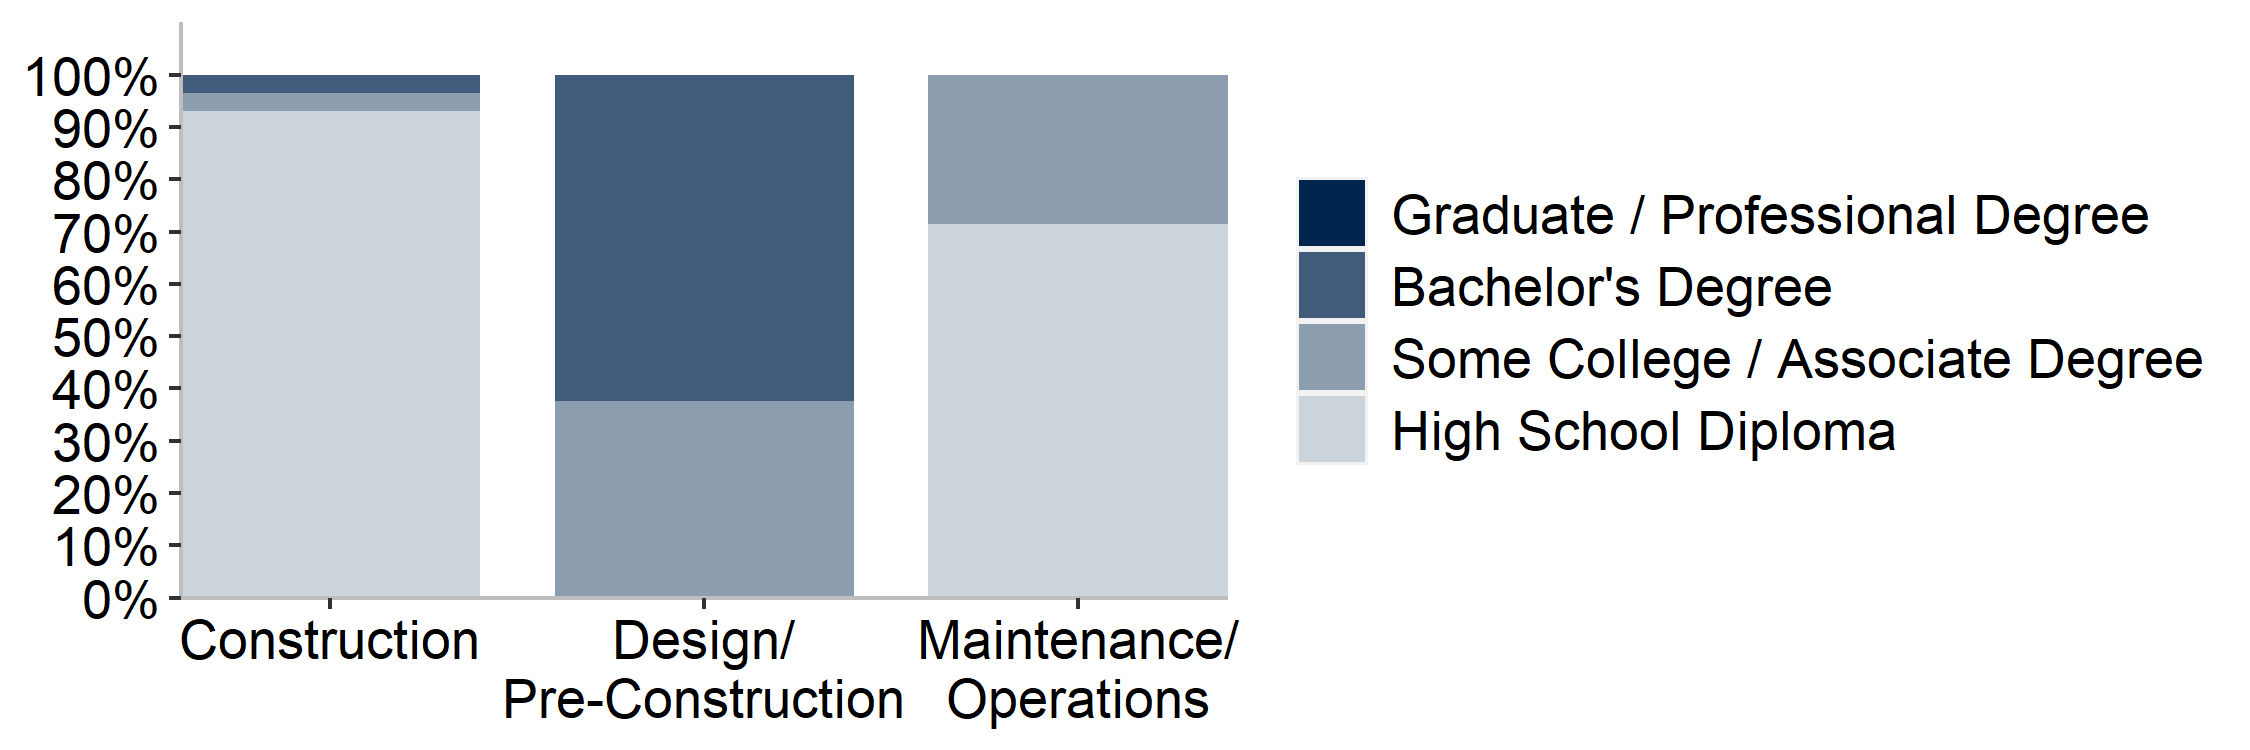 100%
90%
80%
70%
60%
50%
40%
30%
20%
10%
0%
Construction
Design/
Pre-Construction
Maintenance/
Operations
Graduate / Professional Degree
Bachelor's Degree
Some College / Associate Degree
High School Diploma